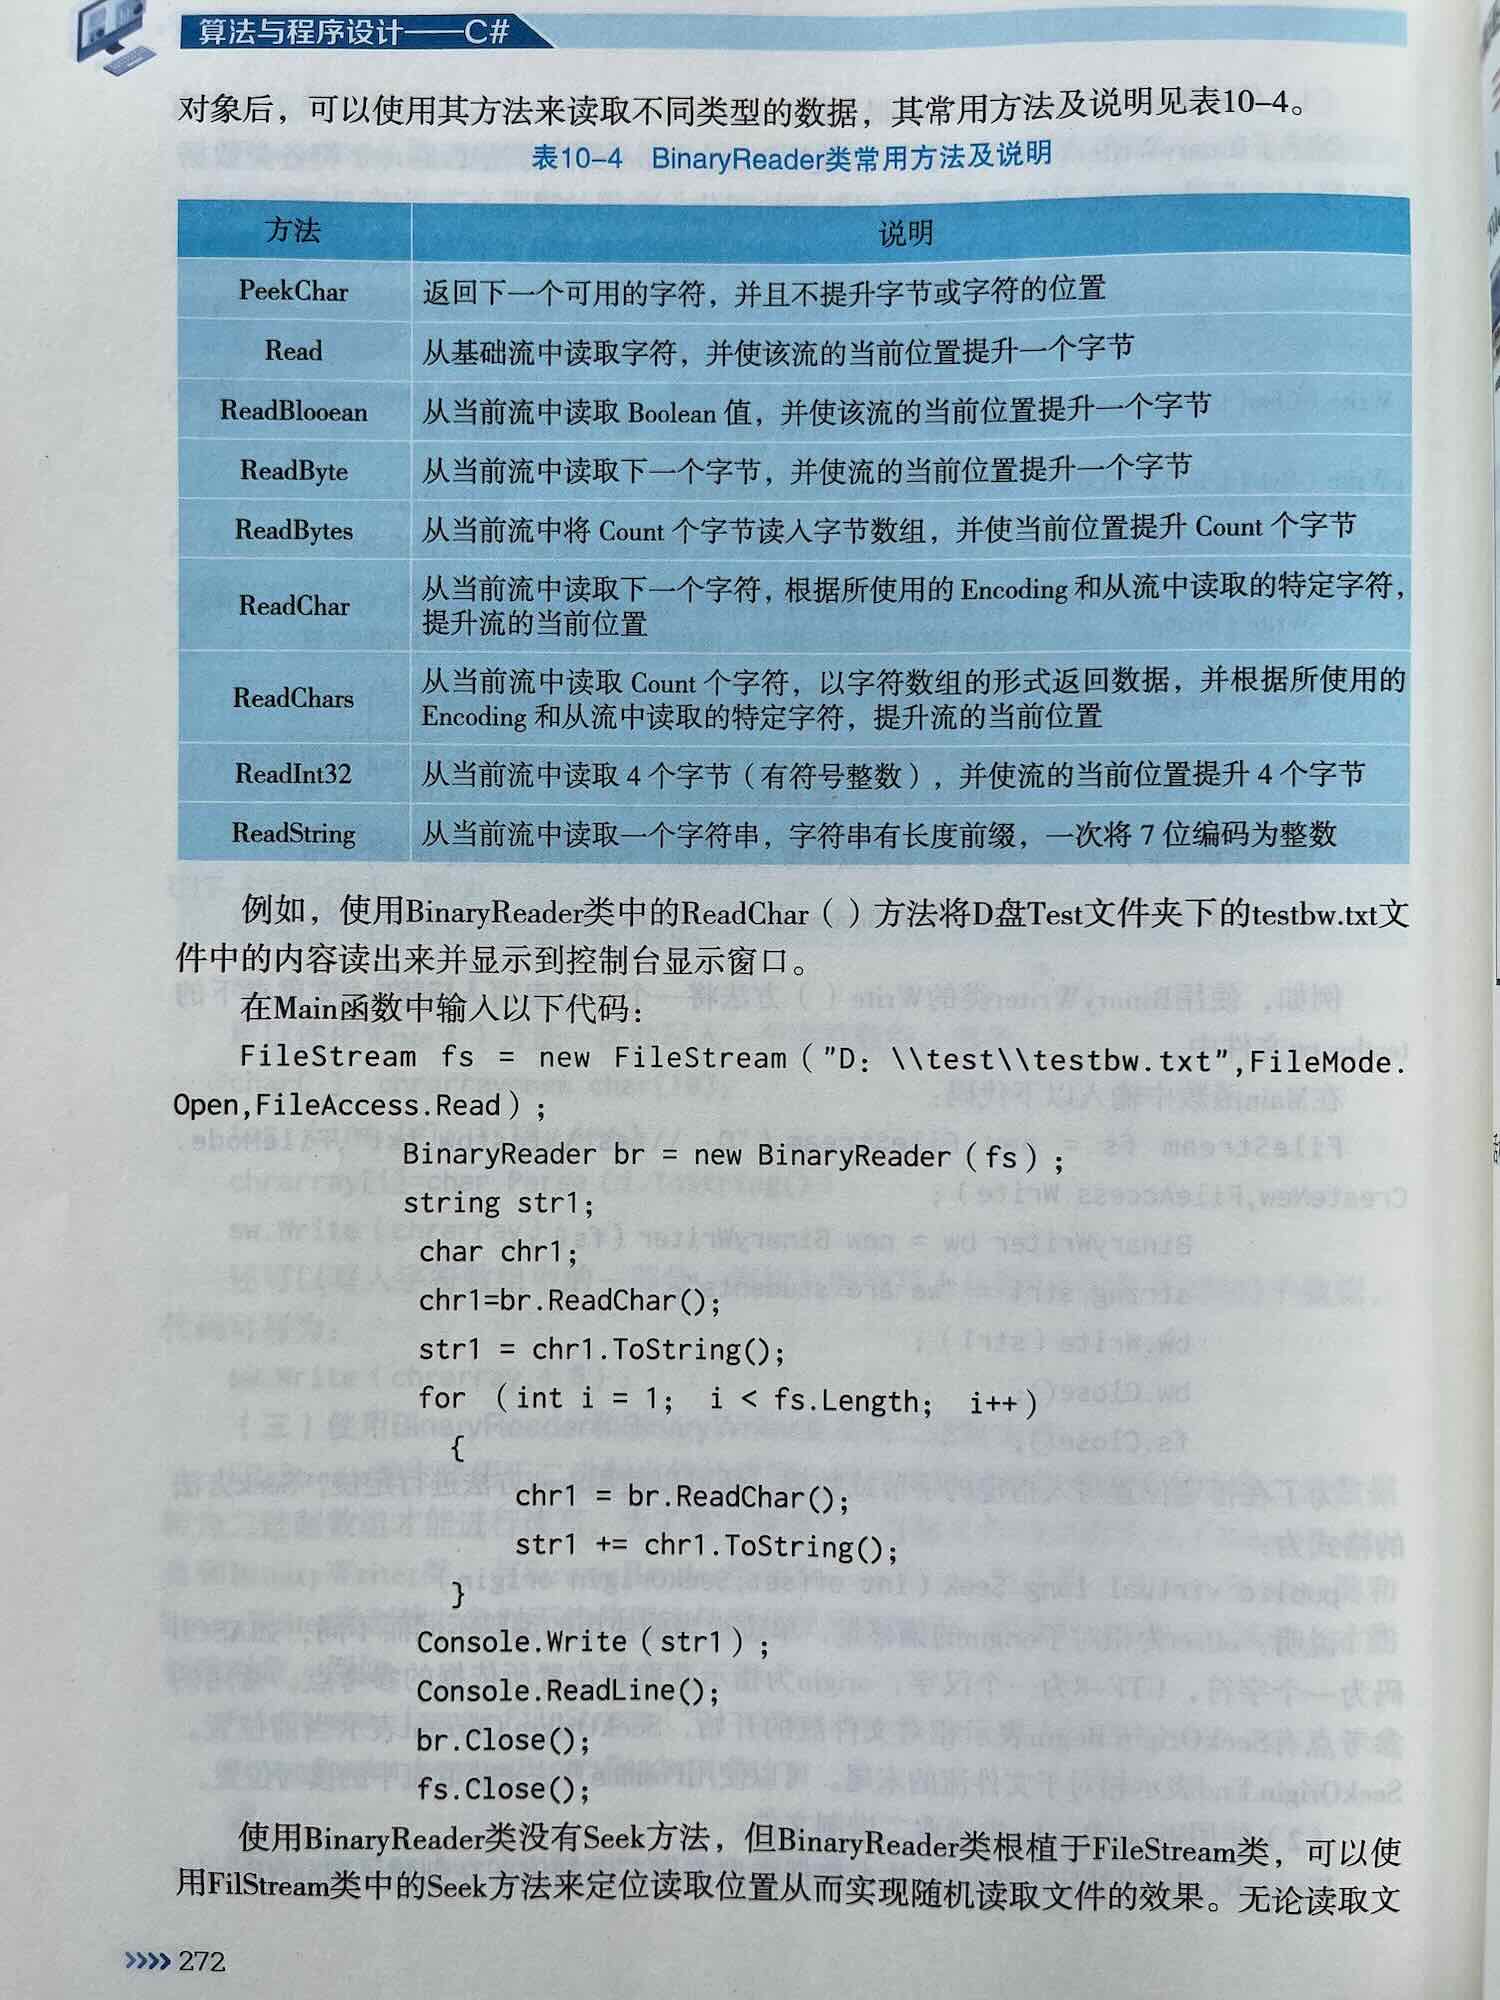 算法与程序设计——C#
对象后，可以使用其方法来读取不同类型的数据，其常用方法及说明见表10-4。
表10-4 BinaryReader类常用方法及说明
方法 说明
PeekChar 返回下一个可用的字符，并且不提升字节或字符的位置
Read 从基础流中读取字符，并使该流的当前位置提升一个字节
ReadBlooean 从当前流中读取 Boolean 值，并使该流的当前位置提升一个字节
ReadByte 从当前流中读取下一个字节，并使流的当前位置提升一个字节
ReadBytes 从当前流中将 Count 个字节读入字节数组，并使当前位置提升 Count 个字节
ReadChar 从当前流中读取下一个字符，根据所使用的 Encoding 和从流中读取的特定字符，
提升流的当前位置
ReadChars 从当前流中读取 Count 个字符，以字符数组的形式返回数据，并根据所使用的
Encoding 和从流中读取的特定字符，提升流的当前位置
ReadInt32 从当前流中读取 4 个字节（有符号整数），并使流的当前位置提升 4 个字节
ReadString 从当前流中读取一个字符串，字符串有长度前缀，一次将 7 位编码为整数
例如，使用BinaryReader类中的ReadChar（）方法将D盘Test文件夹下的testbw.txt文
件中的内容读出来并显示到控制台显示窗口。
在Main函数中输入以下代码：
FileStream fs = new FileStream（"D：\\test\\testbw.txt",FileMode.
Open,FileAccess.Read）；
BinaryReader br = new BinaryReader（fs）；
string str1；
char chr1；
chr1=br.ReadChar()；
str1 = chr1.ToString()；
for （int i = 1； i < fs.Length； i++）
{
chr1 = br.ReadChar()；
str1 += chr1.ToString()；
}
Console.Write（str1）；
Console.ReadLine()；
br.Close()；
fs.Close()；
使用BinaryReader类没有Seek方法，但BinaryReader类根植于FileStream类，可以使
用FilStream类中的Seek方法来定位读取位置从而实现随机读取文件的效果。无论读取文
272